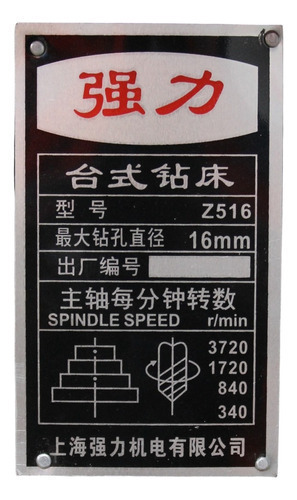 强力
台式钻床
型号 Z516
最大钻孔直径 16mm
出厂编号
主轴每分钟转数
SPINDLE SPEED r/min
3720
1720
840
340
上海强力机电有限公司